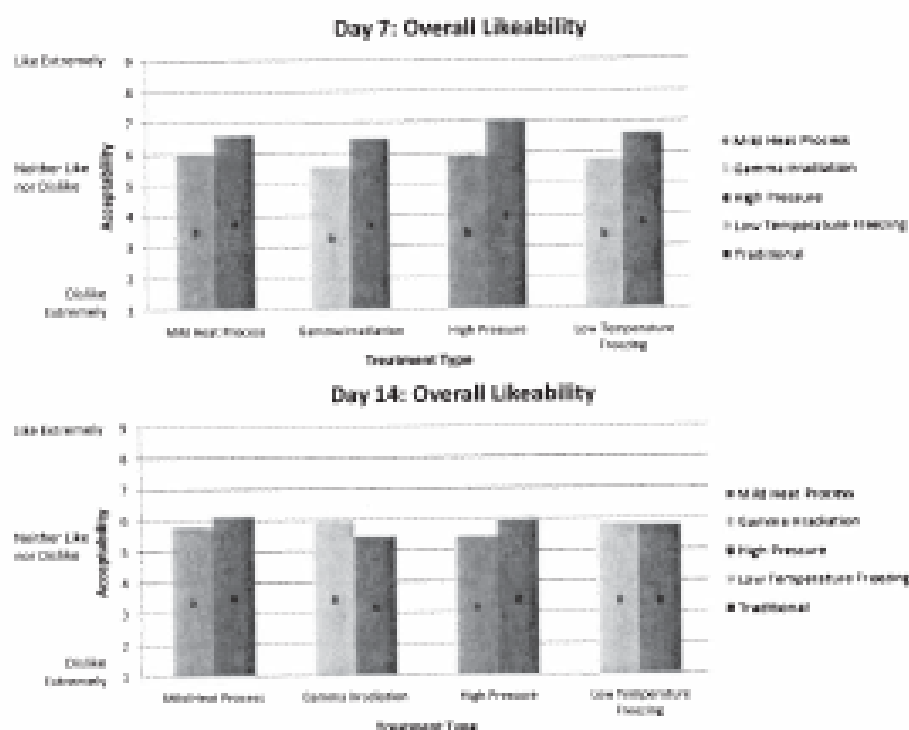 Day 7: Overall Likeability
Like Extremely
9
8
7
6
Neither Like
nor Dislike
5
4
3
2
Dislike
Extremely
1
Acceptability
Mild Heat Process
Gamma Irradiation
High Pressure
Low Temperature
Freezing
Treatment Type
Mild Heat Process
Gamma Irradiation
High Pressure
Low Temperature Freezing
Traditional
Day 14: Overall Likeability
Like Extremely
9
8
7
6
Neither Like
nor Dislike
5
4
3
2
Dislike
Extremely
1
Acceptability
Mild Heat Process
Gamma Irradiation
High Pressure
Low Temperature
Freezing
Treatment Type
Mild Heat Process
Gamma Irradiation
High Pressure
Low Temperature Freezing
Traditional